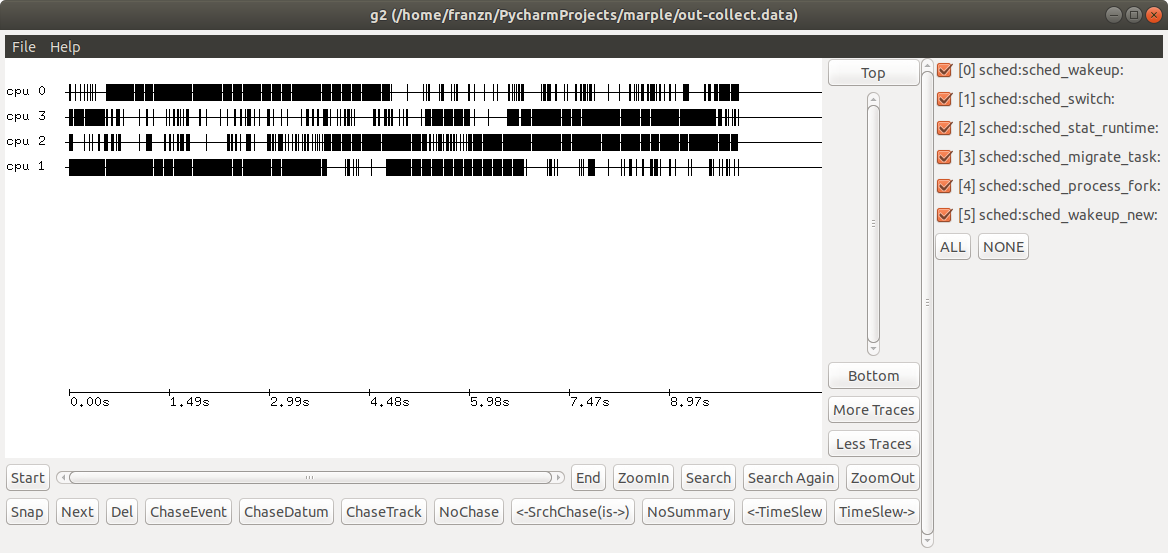 g2 (/home/franzn/PycharmProjects/marple/out-collect.data)
File Help
cpu 0
cpu 3
cpu 2
cpu 1
0.00s 1.49s 2.99s 4.48s 5.98s 7.47s 8.97s
Top
Bottom
More Traces
Less Traces
[0] sched:sched_wakeup:
[1] sched:sched_switch:
[2] sched:sched_stat_runtime:
[3] sched:sched_migrate_task:
[4] sched:sched_process_fork:
[5] sched:sched_wakeup_new:
ALL NONE
Start End ZoomIn Search Search Again ZoomOut
Snap Next Del ChaseEvent ChaseDatum ChaseTrack NoChase <-SrchChase(is->) NoSummary <-TimeSlew TimeSlew->